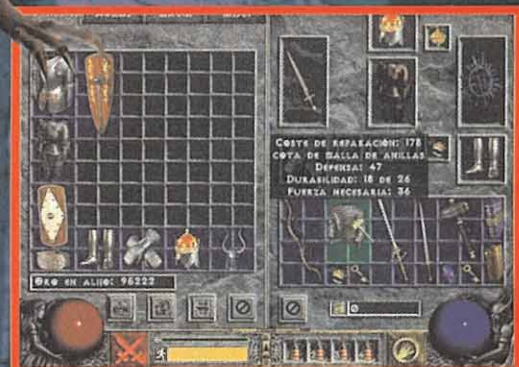 Coste de reparación: 178
cota de malla de anillas
Defensa: 47
Durabilidad: 18 de 26
Fuerza necesaria: 36
Oro en alijo: 96222
0